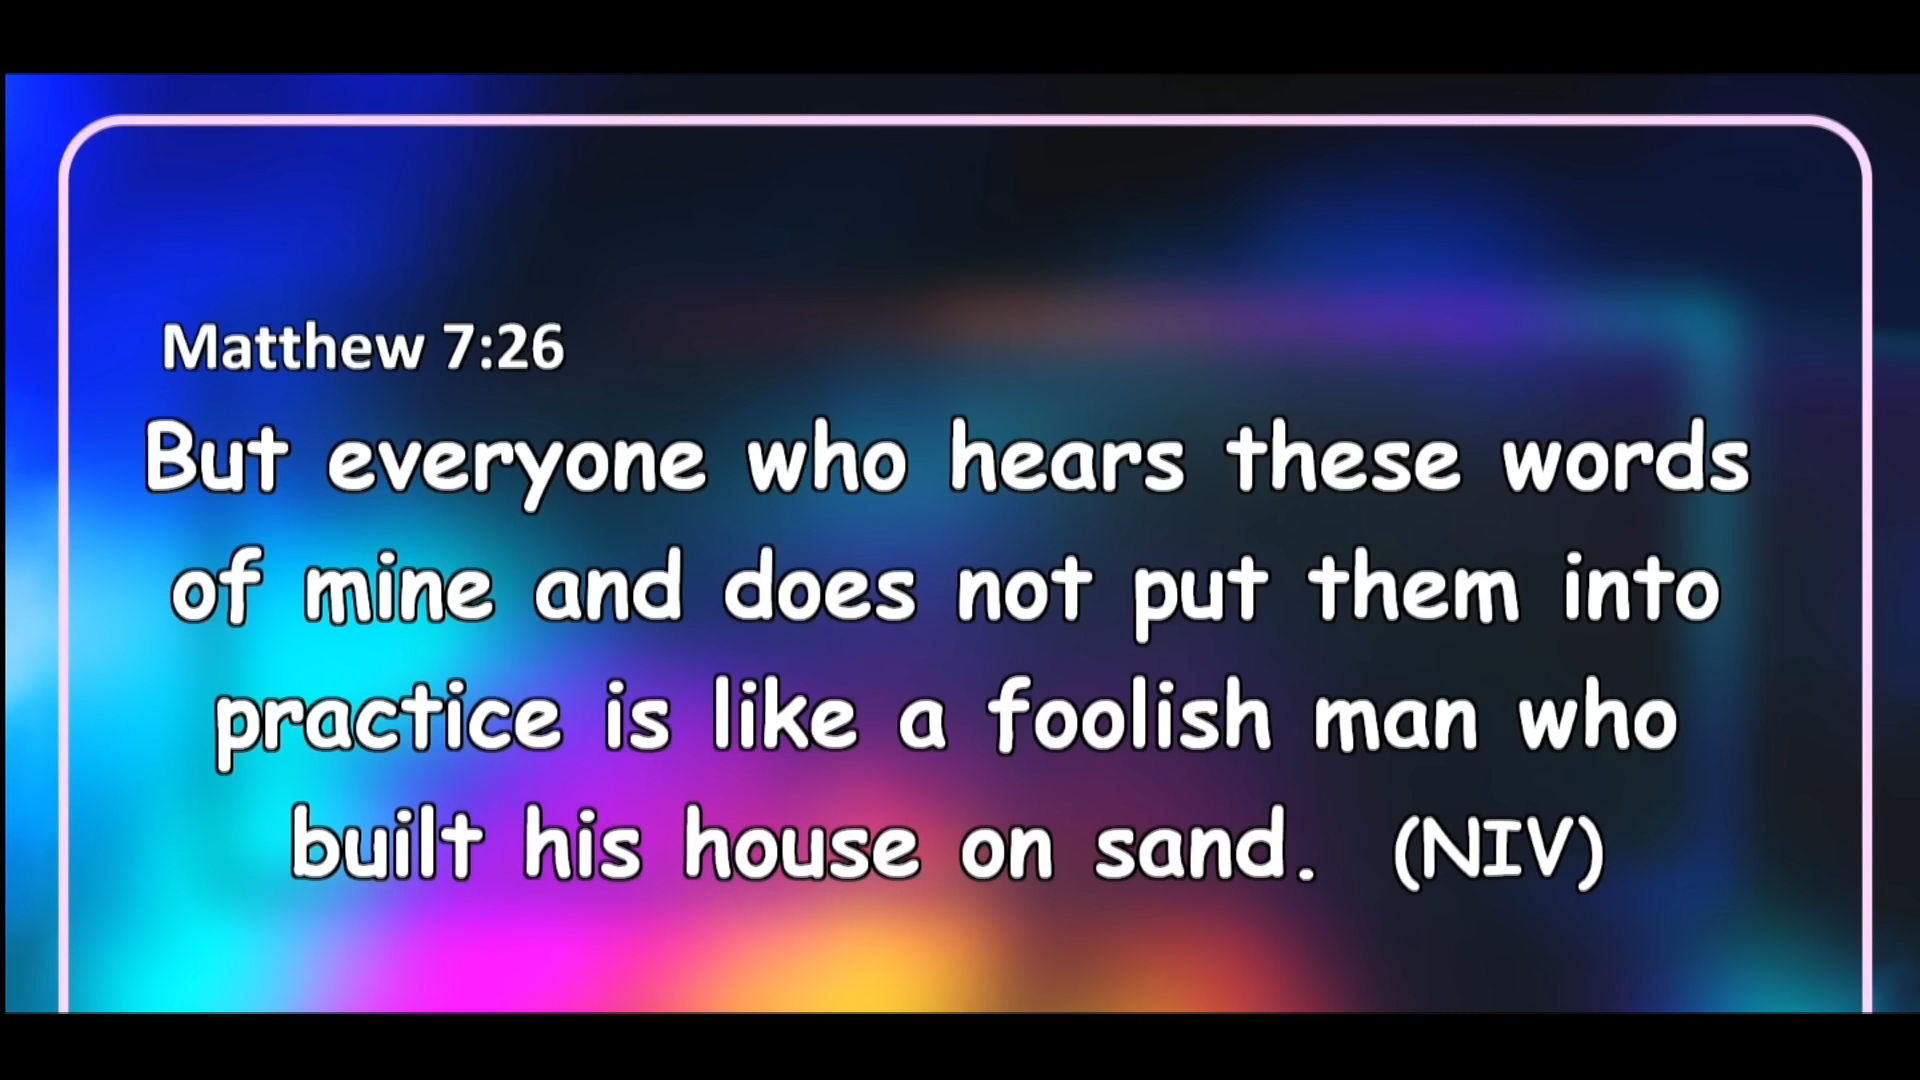 Matthew 7:26
But everyone who hears these words
of mine and does not put them into
practice is like a foolish man who
built his house on sand. (NIV)